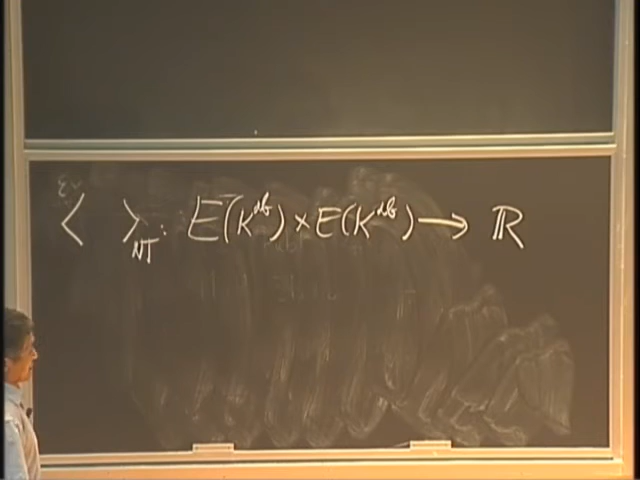 < >_NT : E(K^ab) × E(K^ab) → ℝ